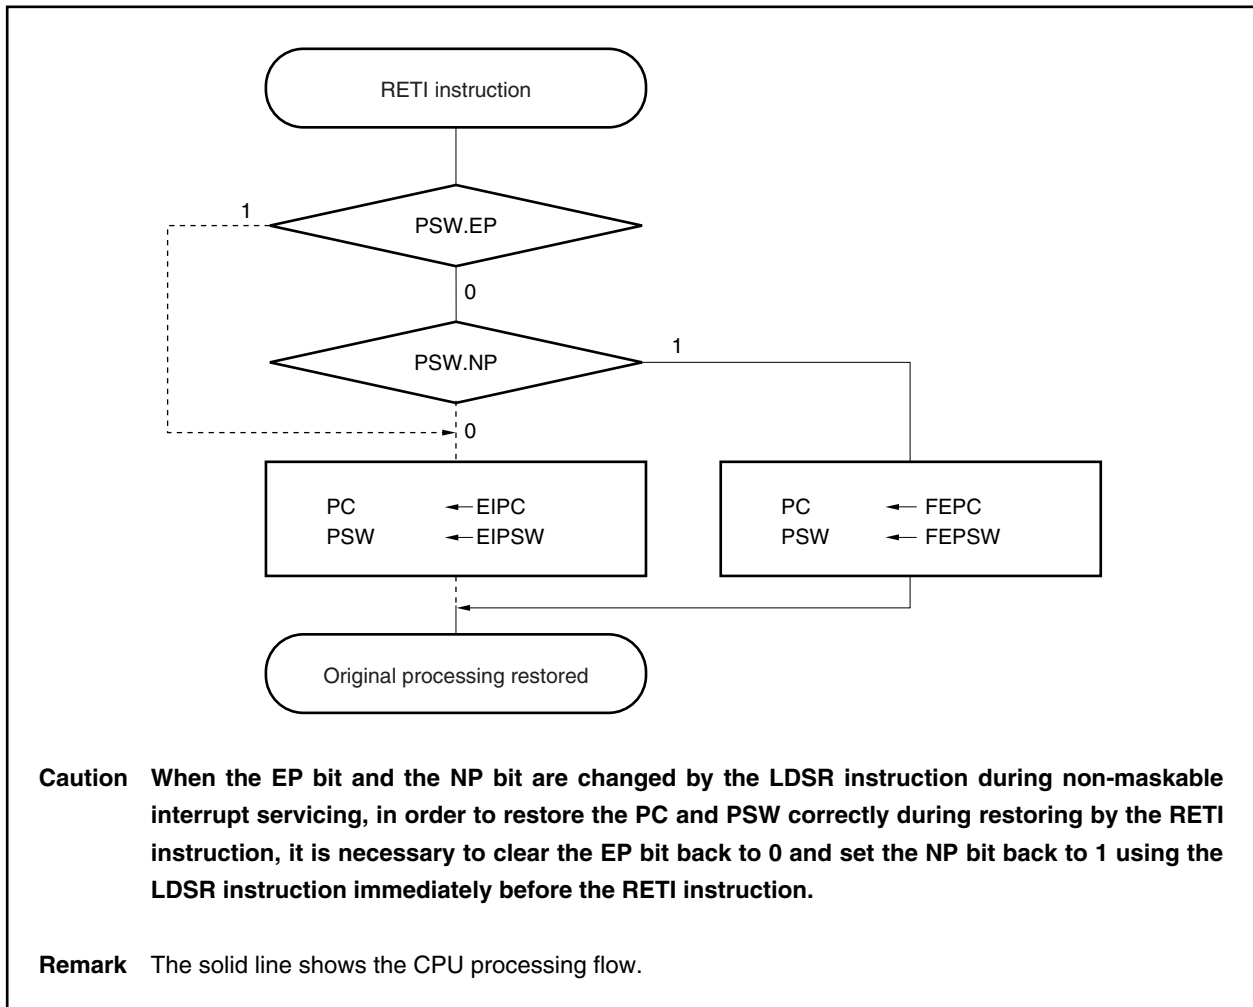 RETI instruction
1
PSW.EP
0
PSW.NP
1
0
PC ← EIPC
PSW ← EIPSW
PC ← FEPC
PSW ← FEPSW
Original processing restored
Caution When the EP bit and the NP bit are changed by the LDSR instruction during non-maskable
interrupt servicing, in order to restore the PC and PSW correctly during restoring by the RETI
instruction, it is necessary to clear the EP bit back to 0 and set the NP bit back to 1 using the
LDSR instruction immediately before the RETI instruction.
Remark The solid line shows the CPU processing flow.